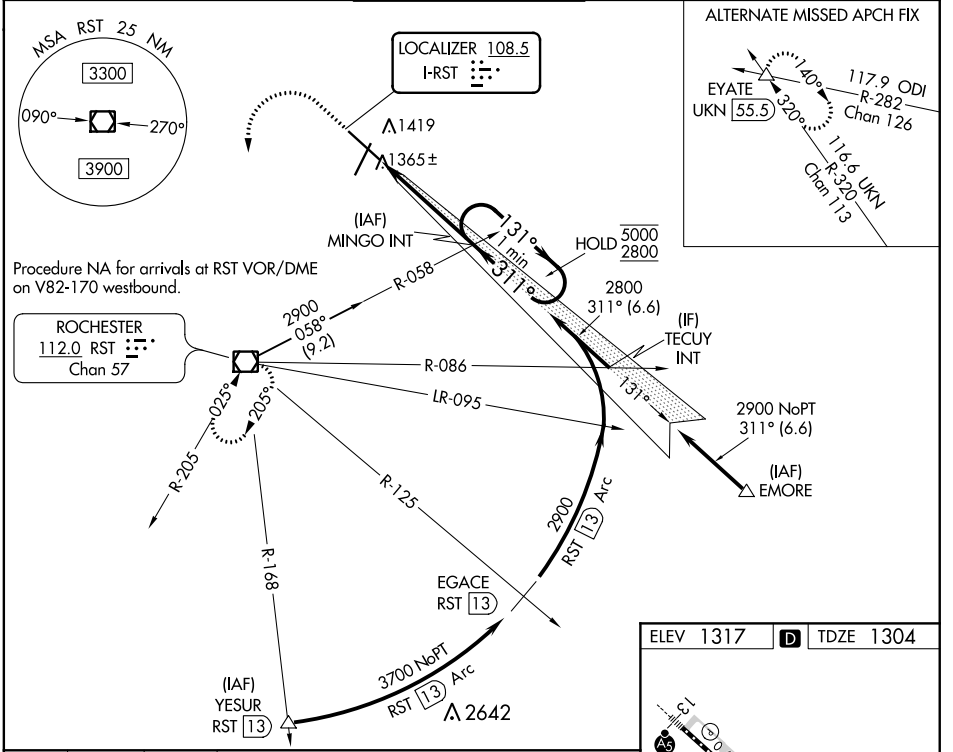 MSA RST 25 NM
3300
090°
270°
3900
LOCALIZER 108.5
I-RST
ALTERNATE MISSED APCH FIX
EYATE
UKN 55.5
140°
320°
117.9 ODI
R-282
Chan 126
116.6 UKN
R-320
Chan 113
1419
1365±
(IAF)
MINGO INT
131°
1 min
311°
HOLD 5000
2800
Procedure NA for arrivals at RST VOR/DME
on V82-170 westbound.
R-058
2900
058°
(9.2)
2800
311° (6.6)
(IF)
TECUY
INT
ROCHESTER
112.0 RST
Chan 57
R-086
LR-095
131°
2900 NoPT
311° (6.6)
(IAF)
EMORE
025°
205°
R-205
R-125
R-168
2900
RST 13 Arc
EGACE
RST 13
3700 NoPT
RST 13 Arc
2642
(IAF)
YESUR
RST 13
ELEV 1317
D
TDZE 1304
13
P
A5